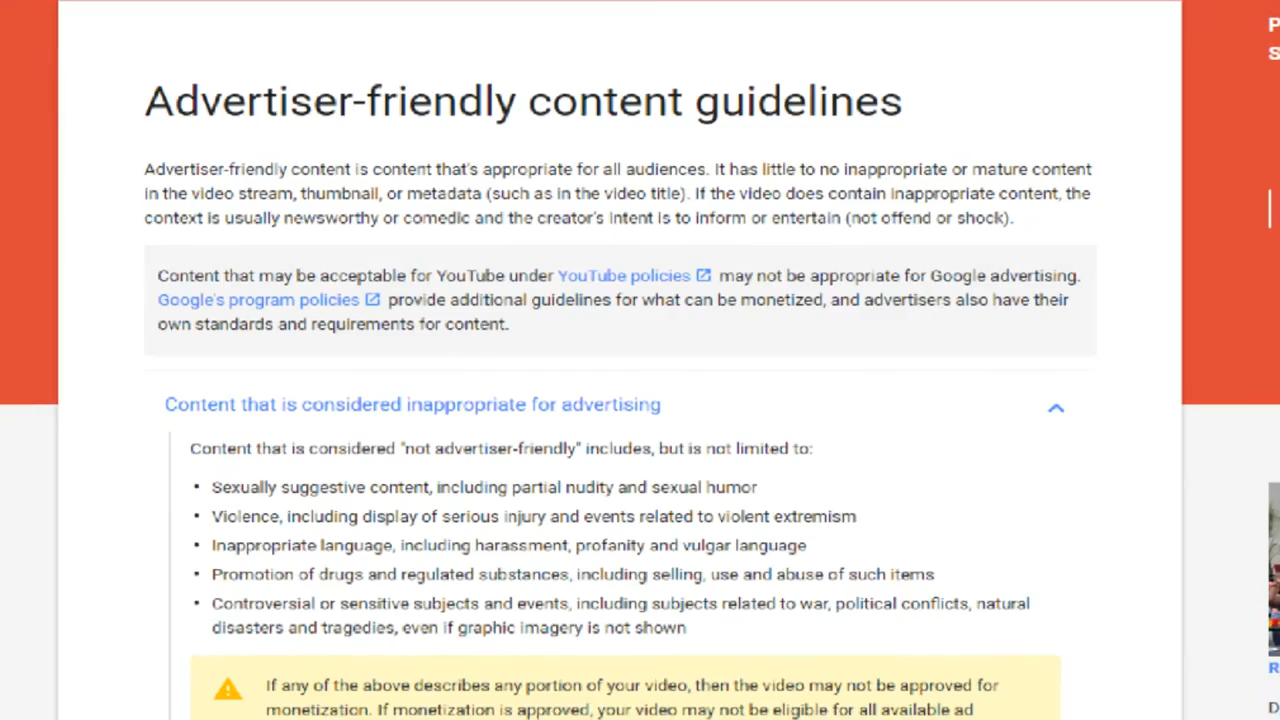 Advertiser-friendly content guidelines
Advertiser-friendly content is content that's appropriate for all audiences. It has little to no inappropriate or mature content
in the video stream, thumbnail, or metadata (such as in the video title). If the video does contain inappropriate content, the
context is usually newsworthy or comedic and the creator's intent is to inform or entertain (not offend or shock).
Content that may be acceptable for YouTube under YouTube policies may not be appropriate for Google advertising.
Google's program policies provide additional guidelines for what can be monetized, and advertisers also have their
own standards and requirements for content.
Content that is considered inappropriate for advertising
Content that is considered "not advertiser-friendly" includes, but is not limited to:
• Sexually suggestive content, including partial nudity and sexual humor
• Violence, including display of serious injury and events related to violent extremism
• Inappropriate language, including harassment, profanity and vulgar language
• Promotion of drugs and regulated substances, including selling, use and abuse of such items
• Controversial or sensitive subjects and events, including subjects related to war, political conflicts, natural
disasters and tragedies, even if graphic imagery is not shown
If any of the above describes any portion of your video, then the video may not be approved for
monetization. If monetization is approved, your video may not be eligible for all available ad